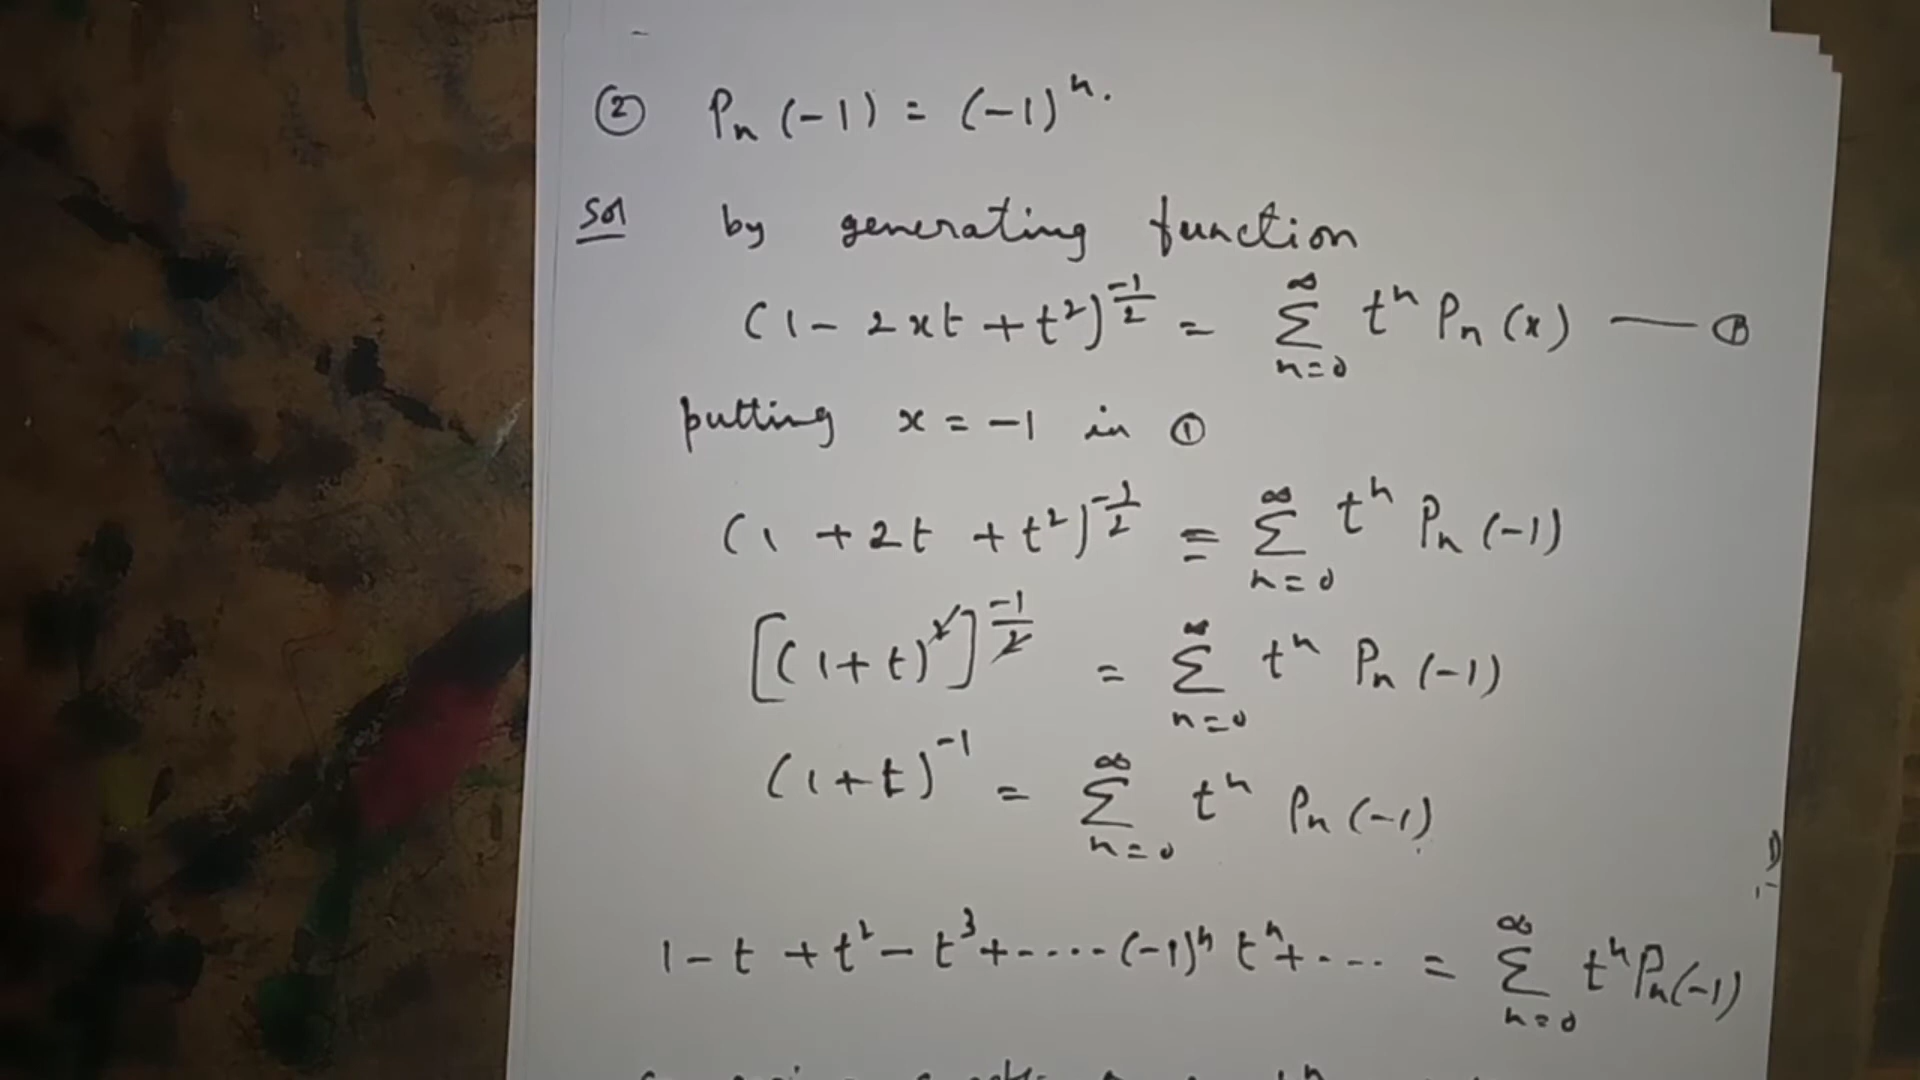 ② Pn (-1) = (-1)^n.
Sol by generating function
(1 - 2xt + t²)^(-1/2) = Σ_{n=0}^{∞} t^n Pn (x) — ①
putting x = -1 in ①
(1 + 2t + t²)^(-1/2) = Σ_{n=0}^{∞} t^n Pn (-1)
[(1+t)²]^(-1/2) = Σ_{n=0}^{∞} t^n Pn (-1)
(1+t)^(-1) = Σ_{n=0}^{∞} t^n Pn (-1)
1 - t + t² - t³ + .... (-1)^n t^n + ... = Σ_{n=0}^{∞} t^n Pn(-1)